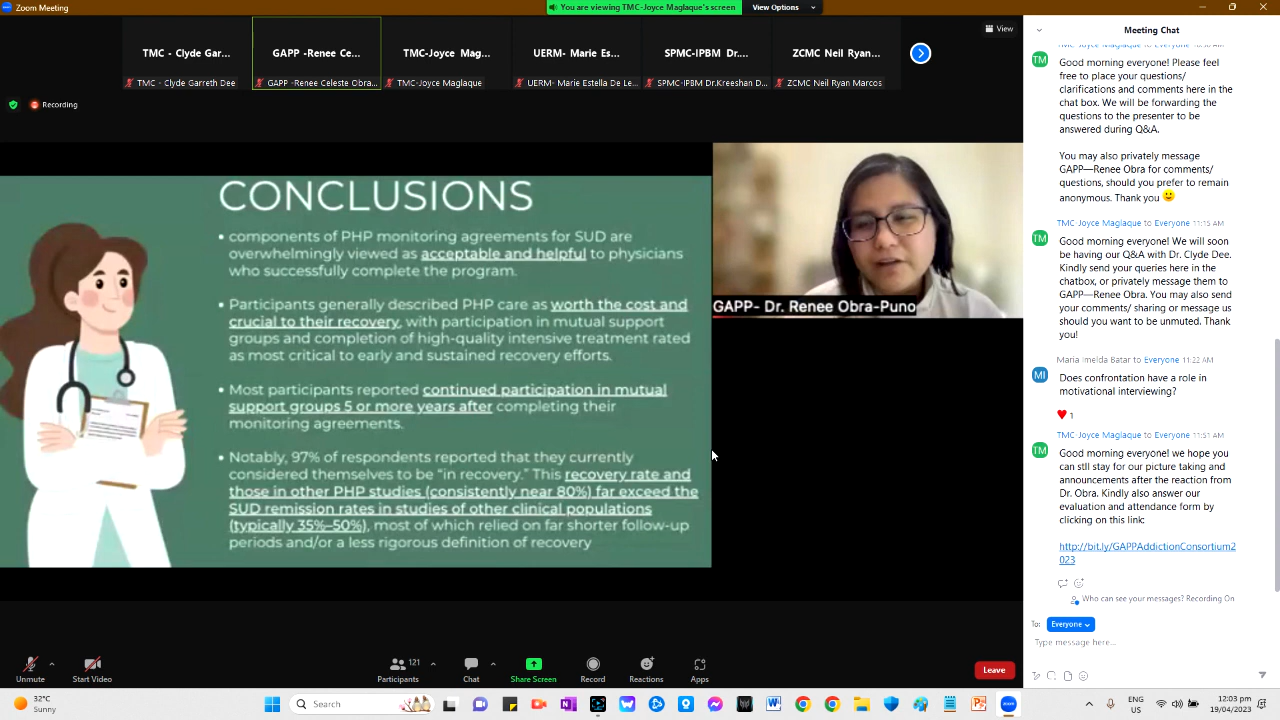 Zoom Meeting
You are viewing TMC-Joyce Maglaque's screen
View Options
TMC - Clyde Gar...
GAPP -Renee Ce...
TMC-Joyce Mag...
UERM- Marie Es...
SPMC-IPBM Dr....
ZCMC Neil Ryan...
View
TMC - Clyde Garreth Dee
GAPP -Renee Celeste Obra...
TMC-Joyce Maglaque
UERM- Marie Estella De Le...
SPMC-IPBM Dr.Kreeshan D...
ZCMC Neil Ryan Marcos
Recording
CONCLUSIONS
• components of PHP monitoring agreements for SUD are
overwhelmingly viewed as acceptable and helpful to physicians
who successfully complete the program.
• Participants generally described PHP care as worth the cost and
crucial to their recovery, with participation in mutual support
groups and completion of high-quality intensive treatment rated
as most critical to early and sustained recovery efforts.
• Most participants reported continued participation in mutual
support groups 5 or more years after completing their
monitoring agreements.
• Notably, 97% of respondents reported that they currently
considered themselves to be “in recovery.” This recovery rate and
those in other PHP studies (consistently near 80%) far exceed the
SUD remission rates in studies of other clinical populations
(typically 35%–50%), most of which relied on far shorter follow-up
periods and/or a less rigorous definition of recovery
GAPP- Dr. Renee Obra-Puno
Meeting Chat
TMC Joyce Maglaque to Everyone
TM
Good morning everyone! Please feel
free to place your questions/
clarifications and comments here in the
chat box. We will be forwarding the
questions to the presenter to be
answered during Q&A.
You may also privately message
GAPP—Renee Obra for comments/
questions, should you prefer to remain
anonymous. Thank you
TMC Joyce Maglaque to Everyone 11:15 AM
TM
Good morning everyone! We will soon
be having our Q&A with Dr. Clyde Dee.
Kindly send your queries here in the
chatbox, or privately message them to
GAPP—Renee Obra. You may also send
your comments/ sharing or message us
should you want to be unmuted. Thank
you!
Maria Imelda Batar to Everyone 11:22 AM
MI
Does confrontation have a role in
motivational interviewing?
1
TMC Joyce Maglaque to Everyone 11:51 AM
TM
Good morning everyone! we hope you
can stll stay for our picture taking and
announcements after the reaction from
Dr. Obra. Kindly also answer our
evaluation and attendance form by
clicking on this link:
http://bit.ly/GAPPAddictionConsortium2
023
Who can see your messages? Recording On
To: Everyone
Type message here...
Unmute
Start Video
Participants
121
Chat
Share Screen
Record
Reactions
Apps
Leave
32°C
Sunny
Search
ENG
US
12:03 pm
19/04/2023